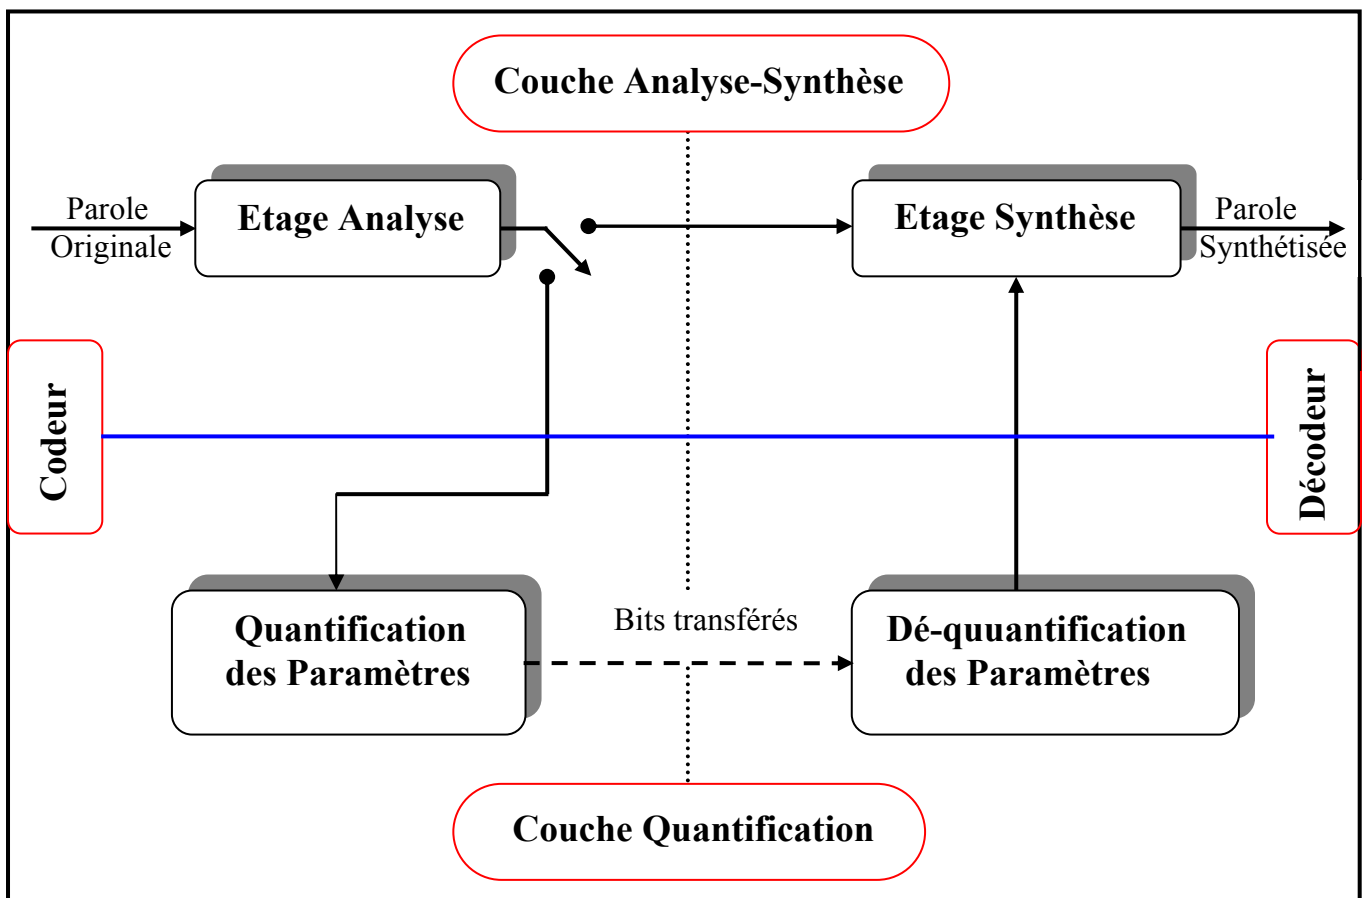 Couche Analyse-Synthèse
Parole
Originale
Etage Analyse
Etage Synthèse
Parole
Synthétisée
Codeur
Décodeur
Quantification
des Paramètres
Bits transférés
Dé-quuantification
des Paramètres
Couche Quantification